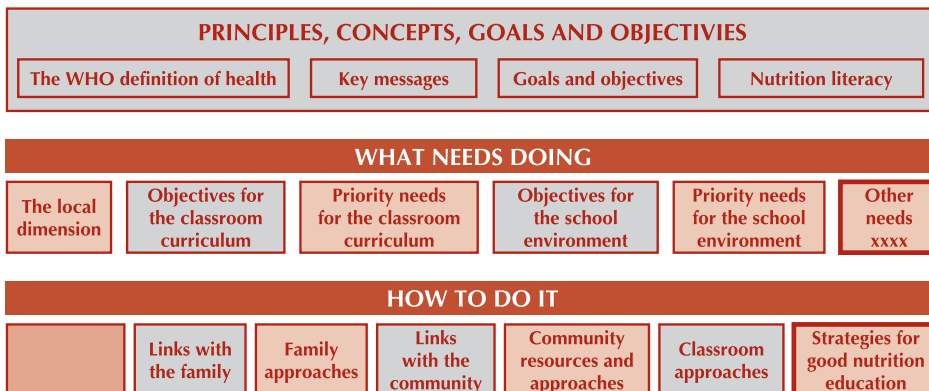 PRINCIPLES, CONCEPTS, GOALS AND OBJECTIVIES
The WHO definition of health
Key messages
Goals and objectives
Nutrition literacy
WHAT NEEDS DOING
The local
dimension
Objectives for
the classroom
curriculum
Priority needs
for the classroom
curriculum
Objectives for
the school
environment
Priority needs
for the school
environment
Other
needs
xxxx
HOW TO DO IT
Links with
the family
Family
approaches
Links
with the
community
Community
resources and
approaches
Classroom
approaches
Strategies for
good nutrition
education